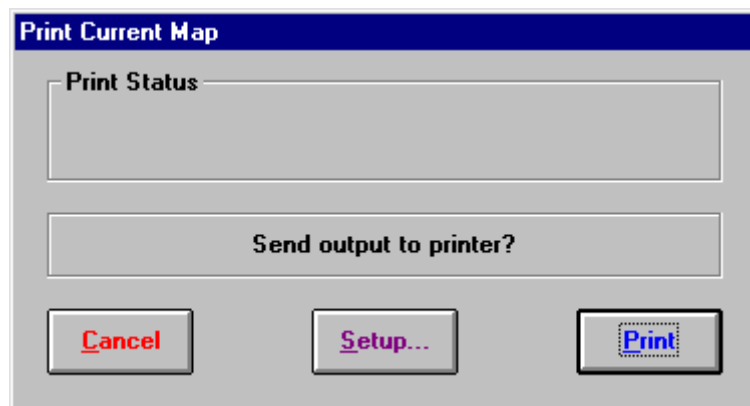 Print Current Map
Print Status
Send output to printer?
Cancel
Setup...
Print